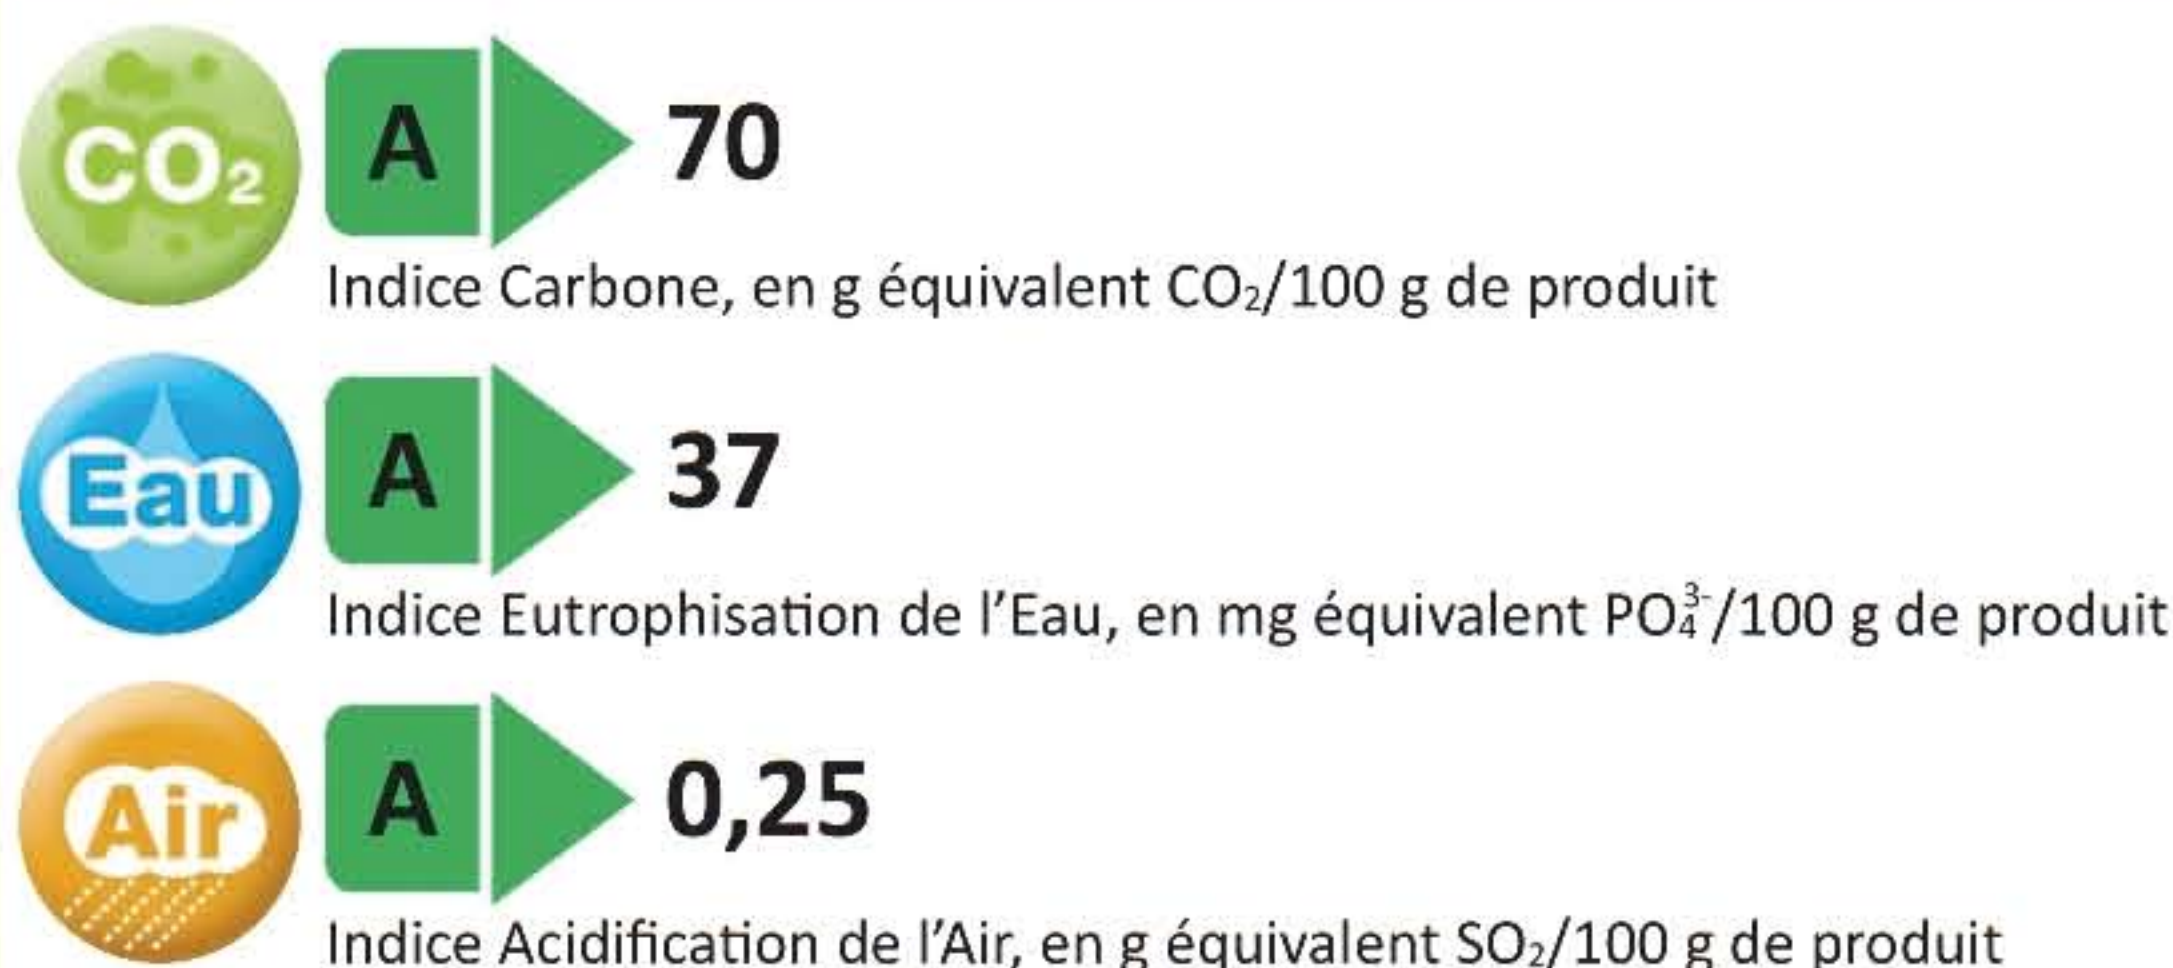 CO₂ A 70
Indice Carbone, en g équivalent CO₂/100 g de produit
Eau A 37
Indice Eutrophisation de l'Eau, en mg équivalent PO₄³⁻/100 g de produit
Air A 0,25
Indice Acidification de l'Air, en g équivalent SO₂/100 g de produit